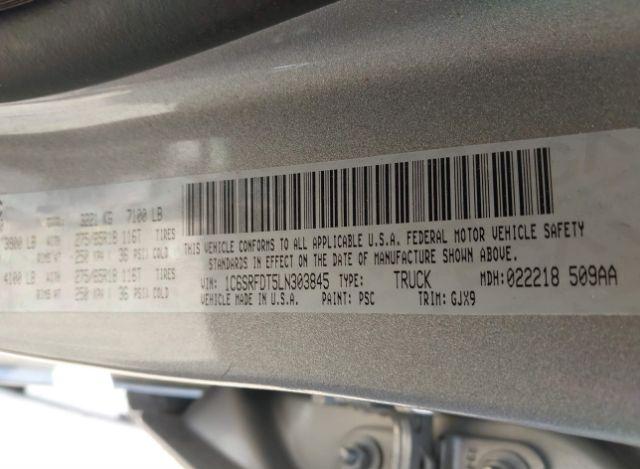 3221 KG 7100 LB
3800 LB 275/65R18 116T TIRES
250 KPA / 36 PSI COLD
4100 LB 275/65R18 116T TIRES
250 KPA / 36 PSI COLD
THIS VEHICLE CONFORMS TO ALL APPLICABLE U.S.A. FEDERAL MOTOR VEHICLE SAFETY
STANDARDS IN EFFECT ON THE DATE OF MANUFACTURE SHOWN ABOVE.
VIN: 1C6SRFDT5LN303845 TYPE: TRUCK MDH: 022218 509AA
VEHICLE MADE IN U.S.A. PAINT: PSC TRIM: GJX9